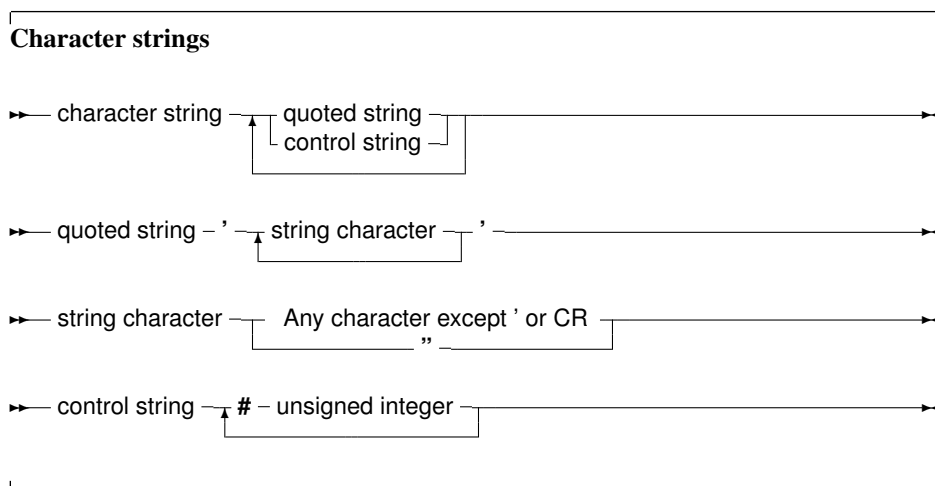 Character strings
character string quoted string
control string
quoted string ’ string character ’
string character Any character except ’ or CR
’’
control string # unsigned integer